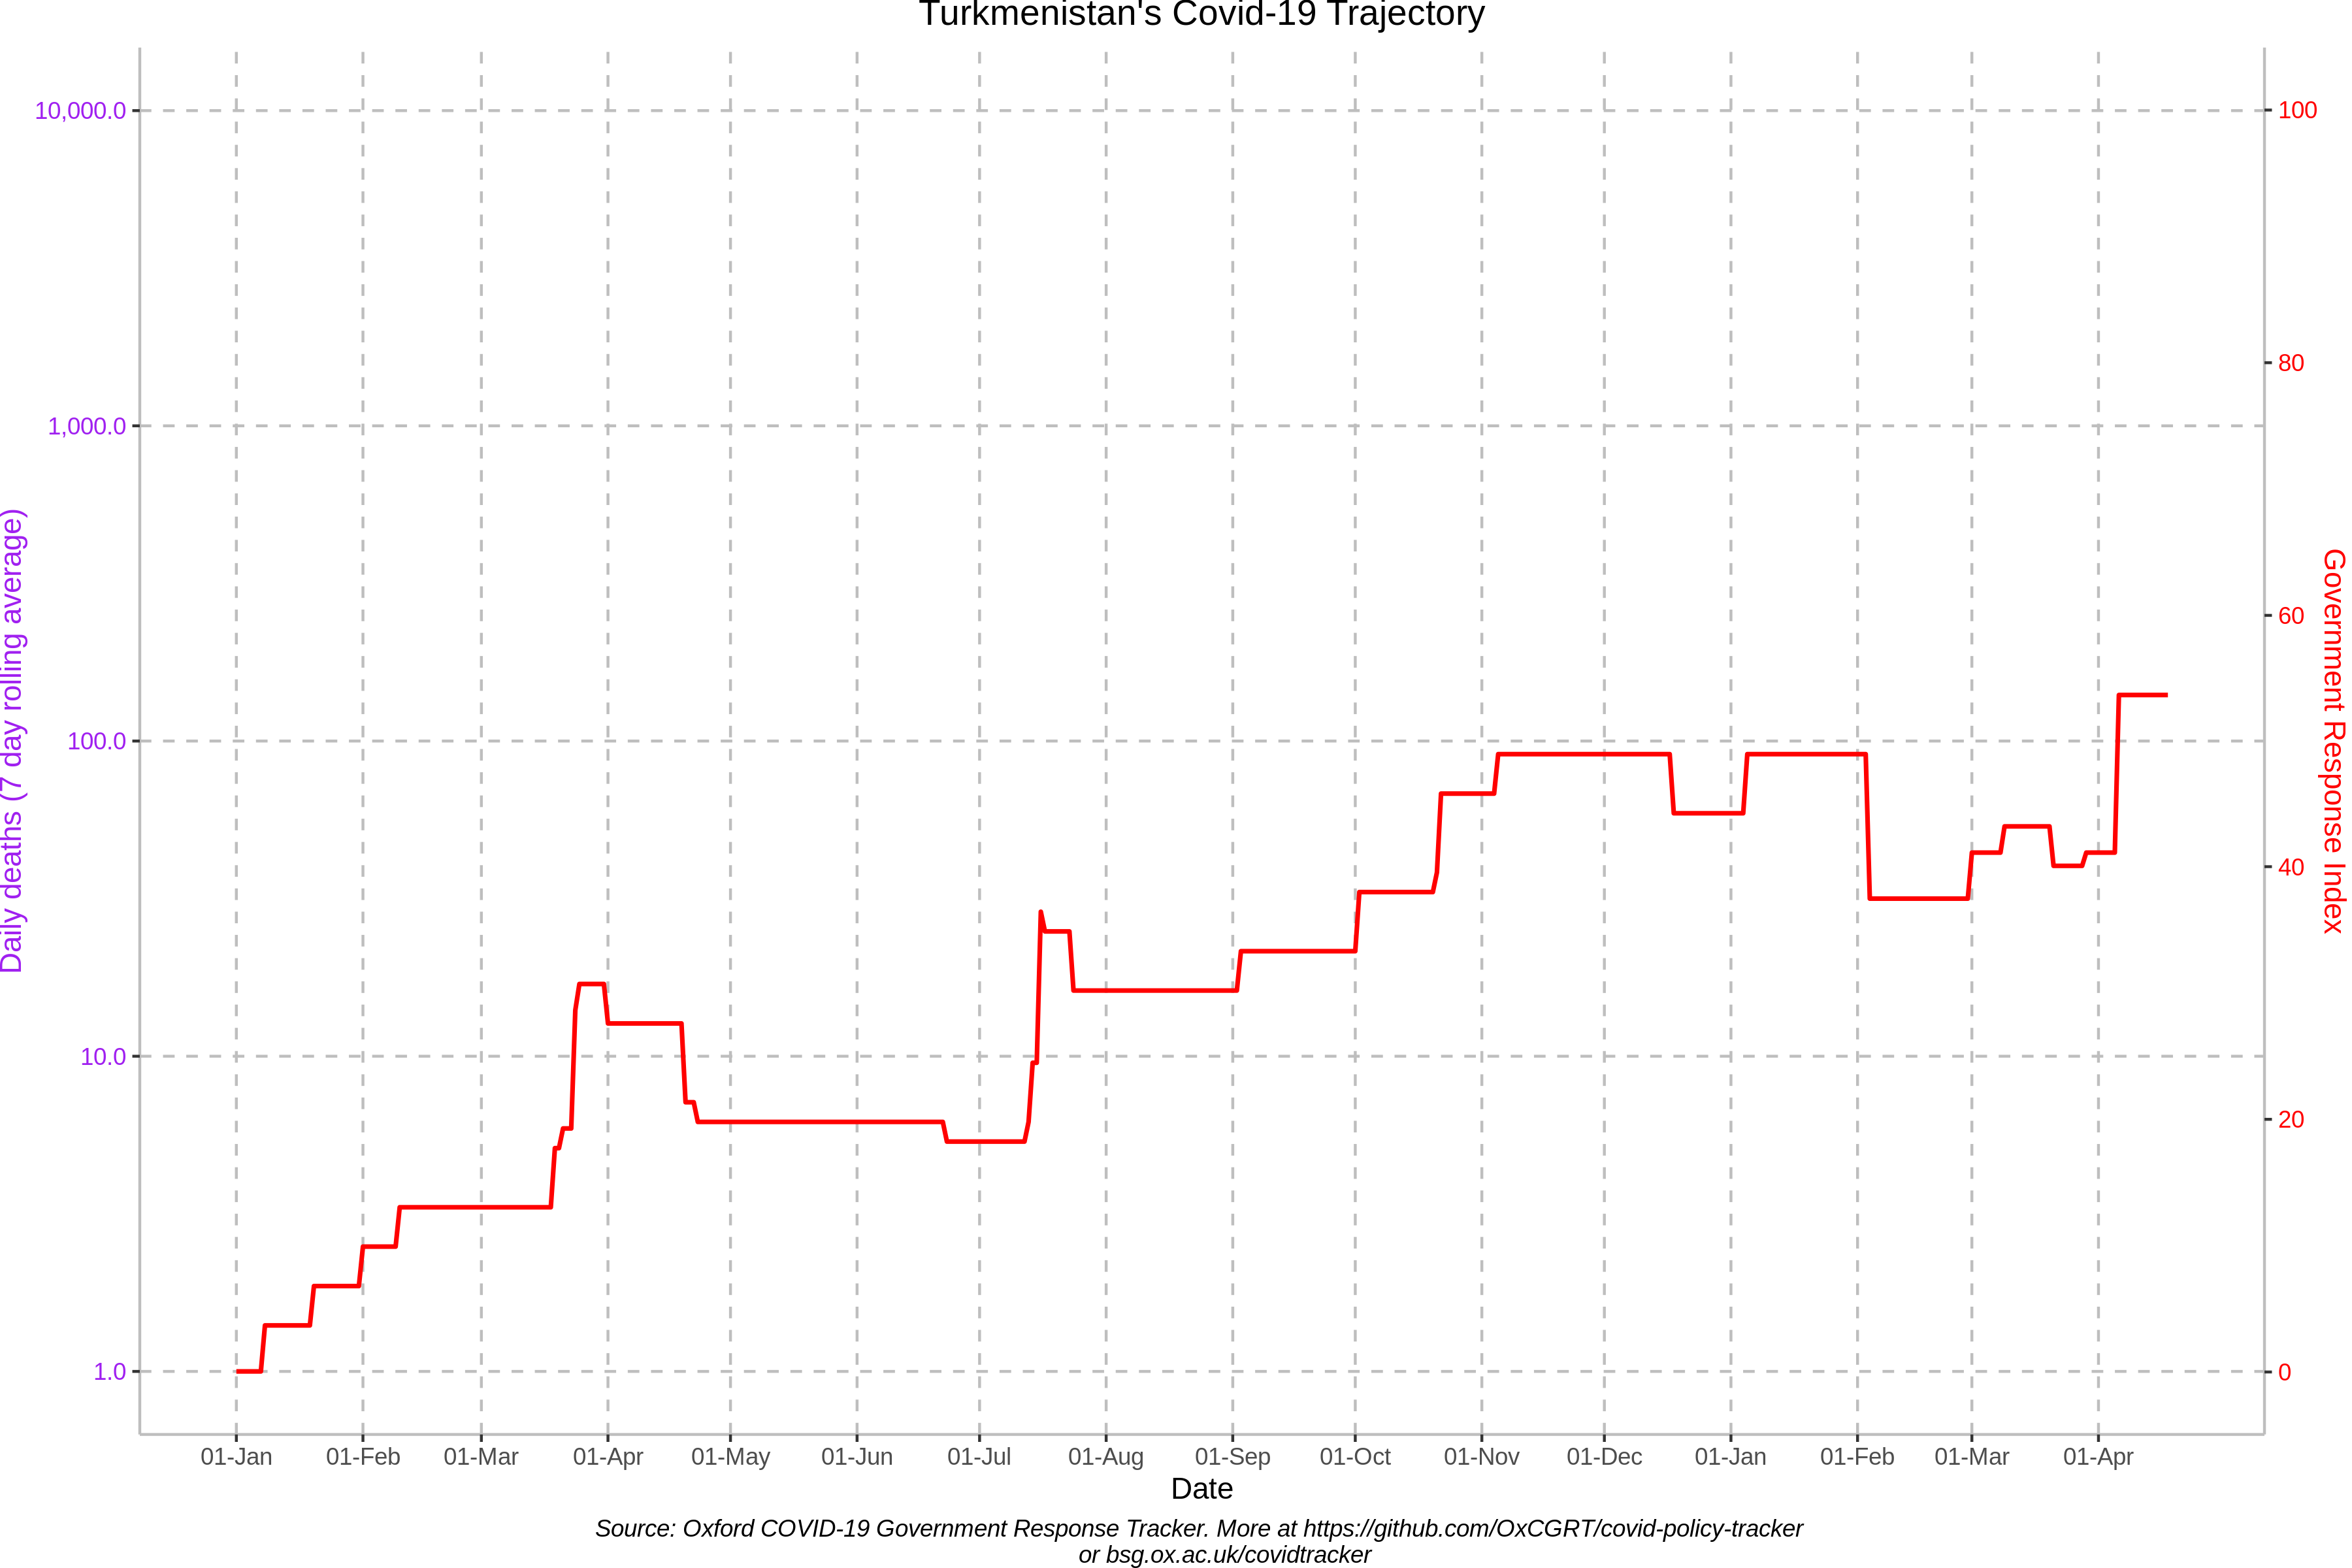 Turkmenistan's Covid-19 Trajectory
10,000.0
1,000.0
100.0
10.0
1.0
Daily deaths (7 day rolling average)
100
80
60
40
20
0
Government Response Index
01-Jan 01-Feb 01-Mar 01-Apr 01-May 01-Jun 01-Jul 01-Aug 01-Sep 01-Oct 01-Nov 01-Dec 01-Jan 01-Feb 01-Mar 01-Apr
Date
Source: Oxford COVID-19 Government Response Tracker. More at https://github.com/OxCGRT/covid-policy-tracker
or bsg.ox.ac.uk/covidtracker